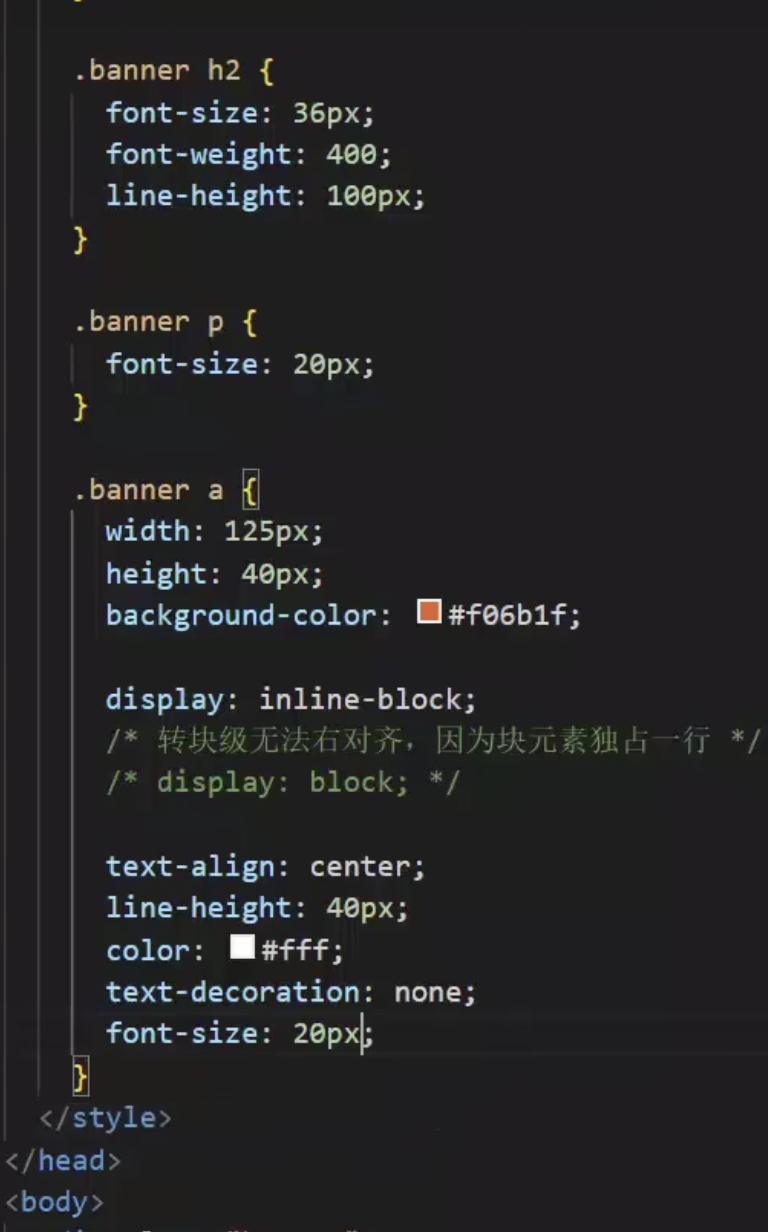 .banner h2 {
font-size: 36px;
font-weight: 400;
line-height: 100px;
}
.banner p {
font-size: 20px;
}
.banner a {
width: 125px;
height: 40px;
background-color: #f06b1f;
display: inline-block;
/* 转块级无法右对齐，因为块元素独占一行 */
/* display: block; */
text-align: center;
line-height: 40px;
color: #fff;
text-decoration: none;
font-size: 20px;
}
</style>
</head>
<body>